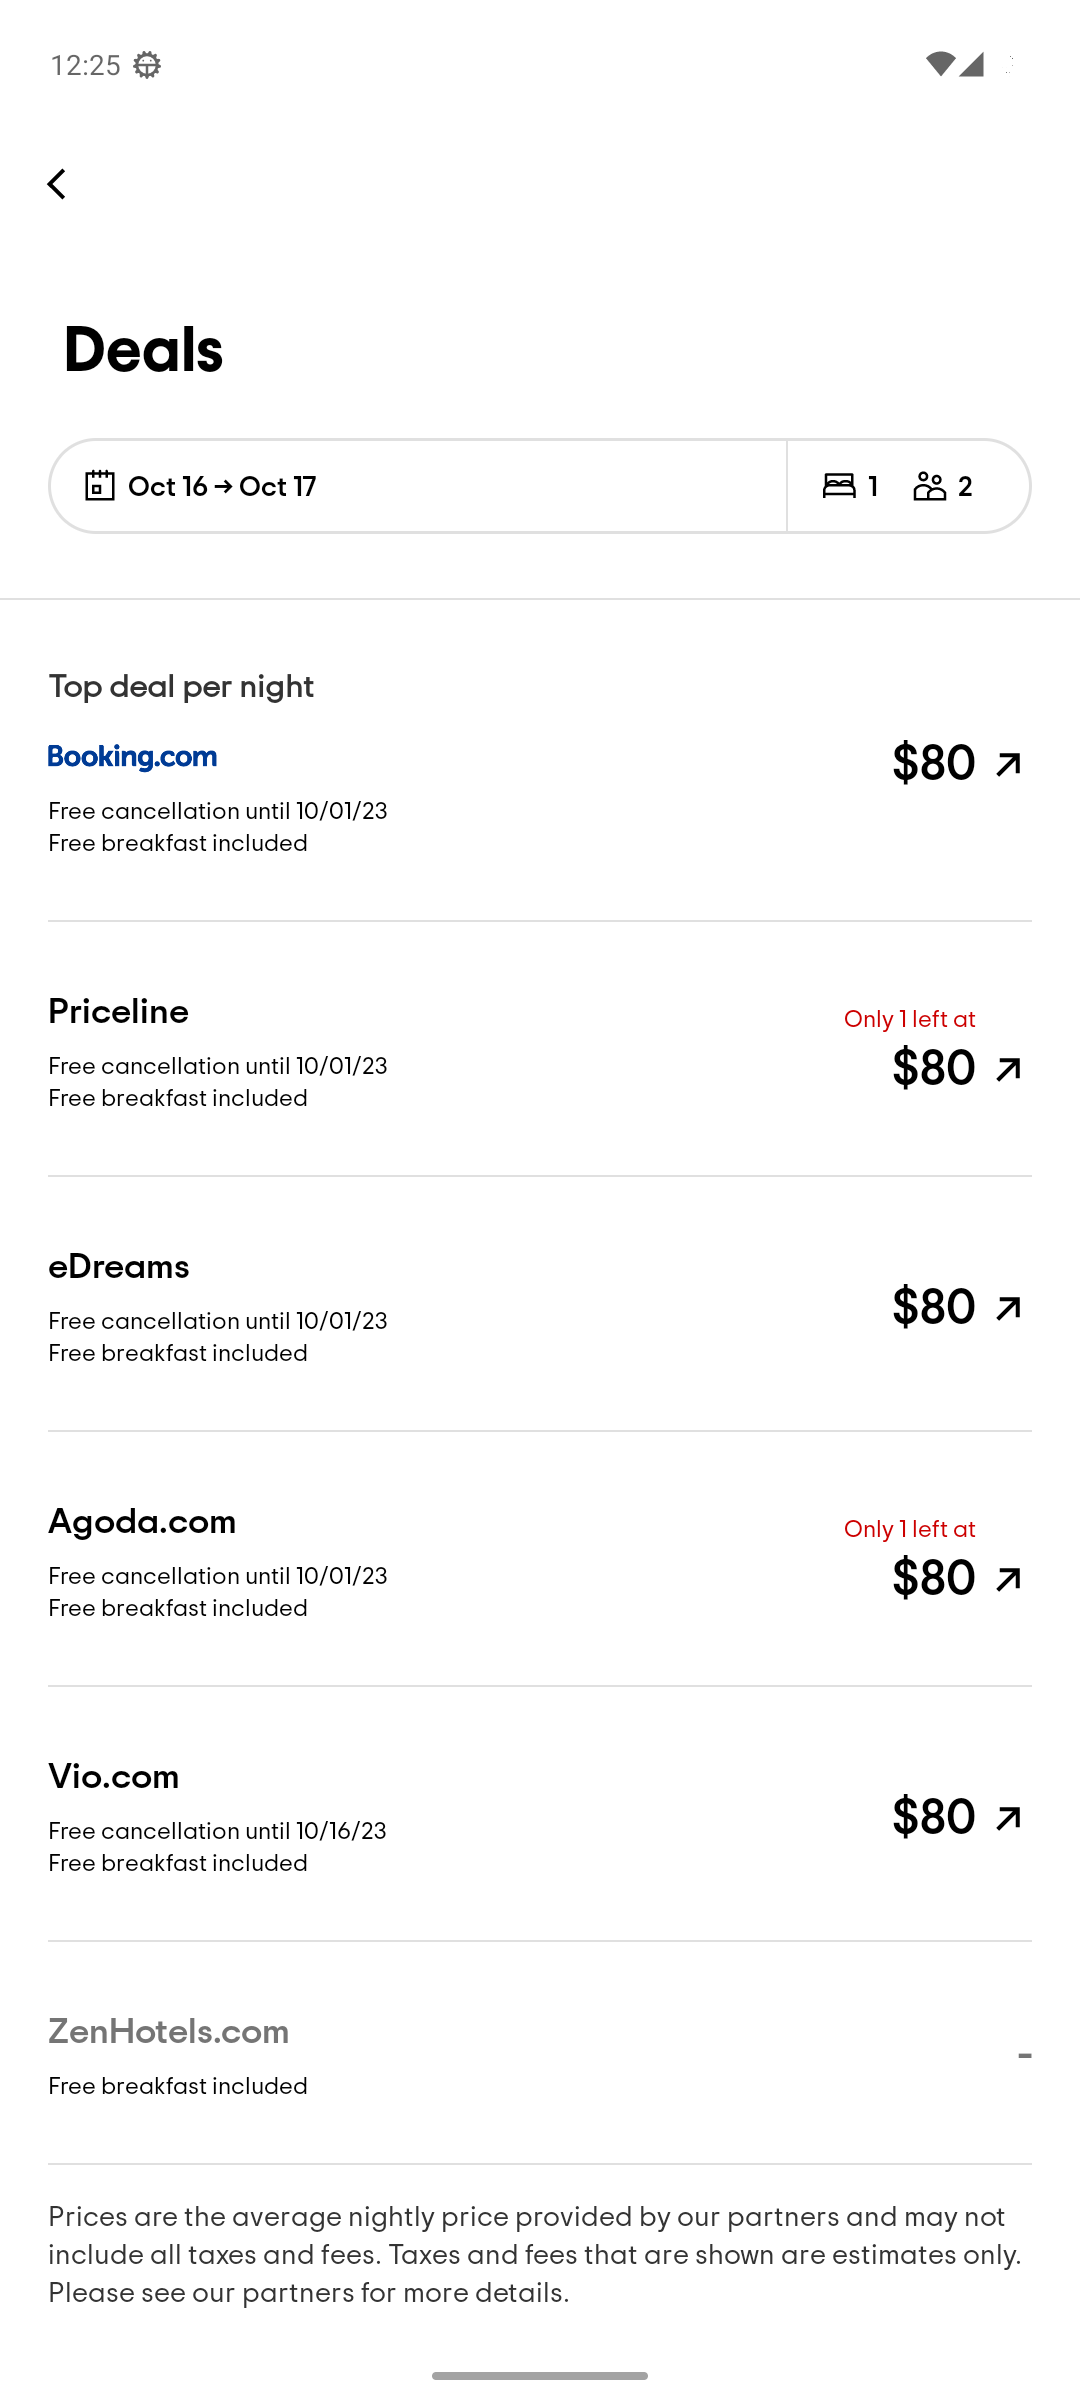 12:25
Deals
Oct 16 → Oct 17 1 2
Top deal per night
Booking.com
$80
Free cancellation until 10/01/23
Free breakfast included
Priceline
Only 1 left at
$80
Free cancellation until 10/01/23
Free breakfast included
eDreams
$80
Free cancellation until 10/01/23
Free breakfast included
Agoda.com
Only 1 left at
$80
Free cancellation until 10/01/23
Free breakfast included
Vio.com
$80
Free cancellation until 10/16/23
Free breakfast included
ZenHotels.com
-
Free breakfast included
Prices are the average nightly price provided by our partners and may not
include all taxes and fees. Taxes and fees that are shown are estimates only.
Please see our partners for more details.